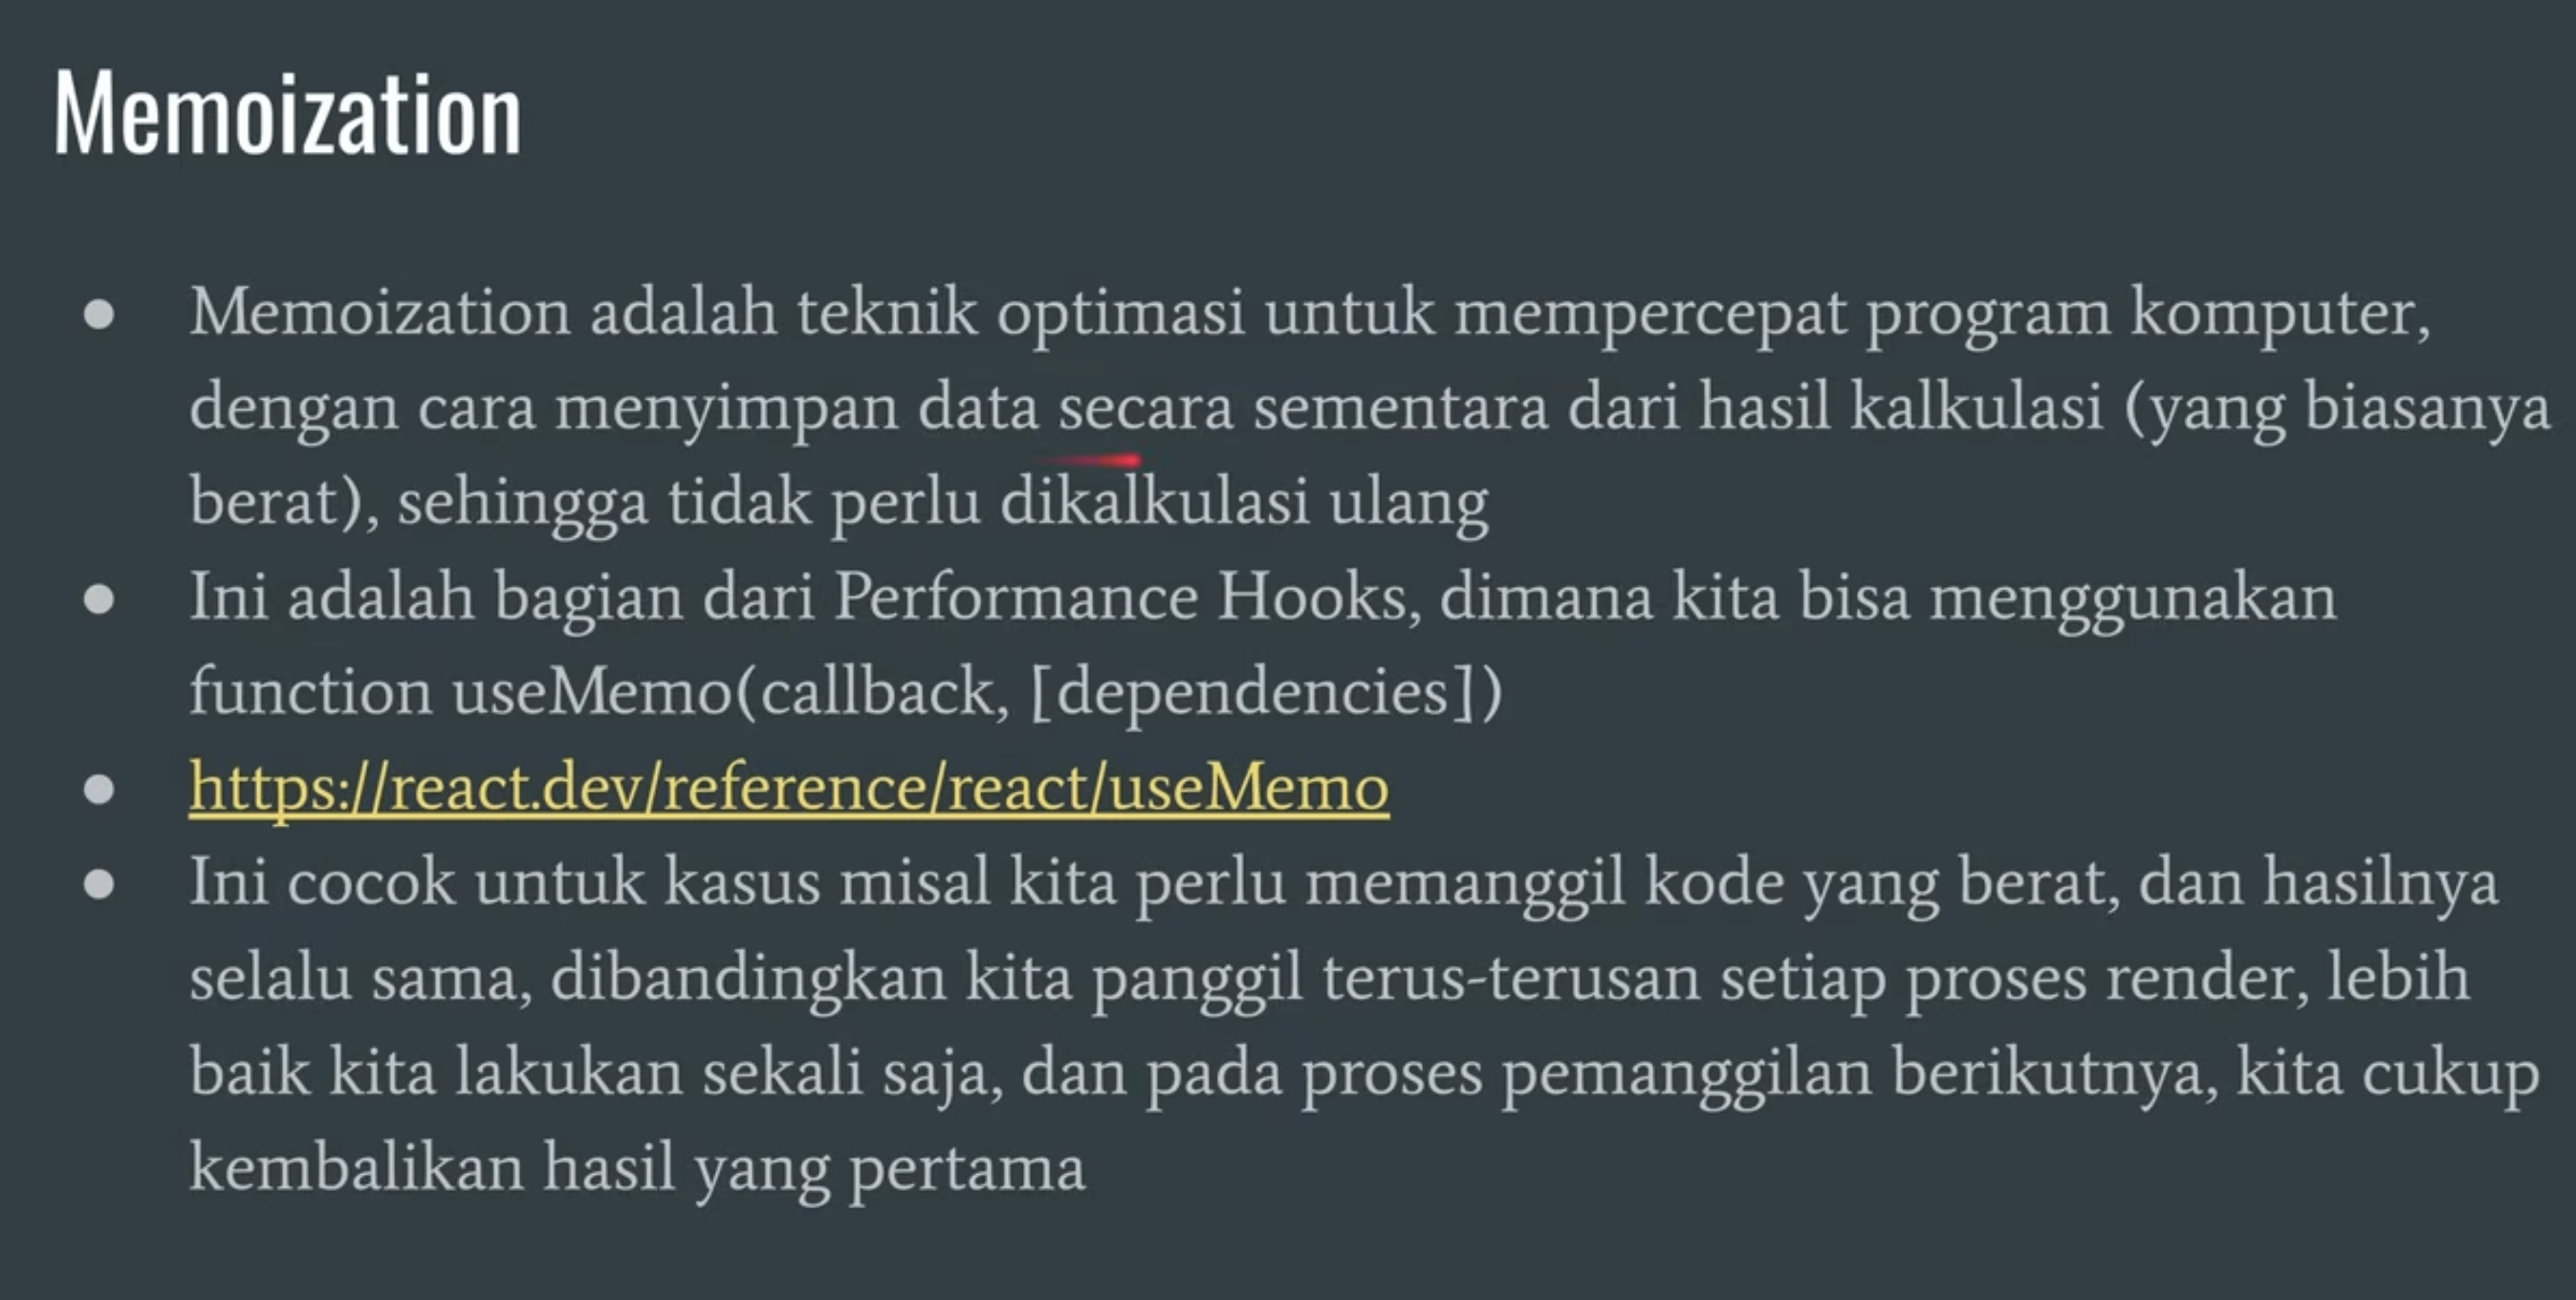 Memoization
● Memoization adalah teknik optimasi untuk mempercepat program komputer,
dengan cara menyimpan data secara sementara dari hasil kalkulasi (yang biasanya
berat), sehingga tidak perlu dikalkulasi ulang
● Ini adalah bagian dari Performance Hooks, dimana kita bisa menggunakan
function useMemo(callback, [dependencies])
● https://react.dev/reference/react/useMemo
● Ini cocok untuk kasus misal kita perlu memanggil kode yang berat, dan hasilnya
selalu sama, dibandingkan kita panggil terus-terusan setiap proses render, lebih
baik kita lakukan sekali saja, dan pada proses pemanggilan berikutnya, kita cukup
kembalikan hasil yang pertama